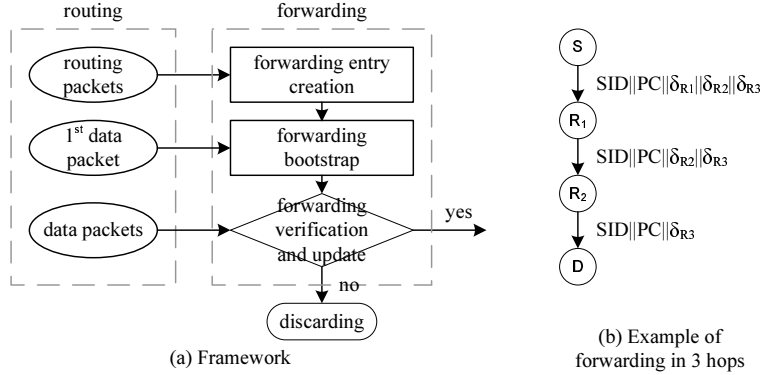 routing
forwarding
routing
packets
forwarding entry
creation
1st data
packet
forwarding
bootstrap
data packets
forwarding
verification
and update
yes
no
discarding
(a) Framework
S
SID||PC||δR1||δR2||δR3
R1
SID||PC||δR2||δR3
R2
SID||PC||δR3
D
(b) Example of
forwarding in 3 hops